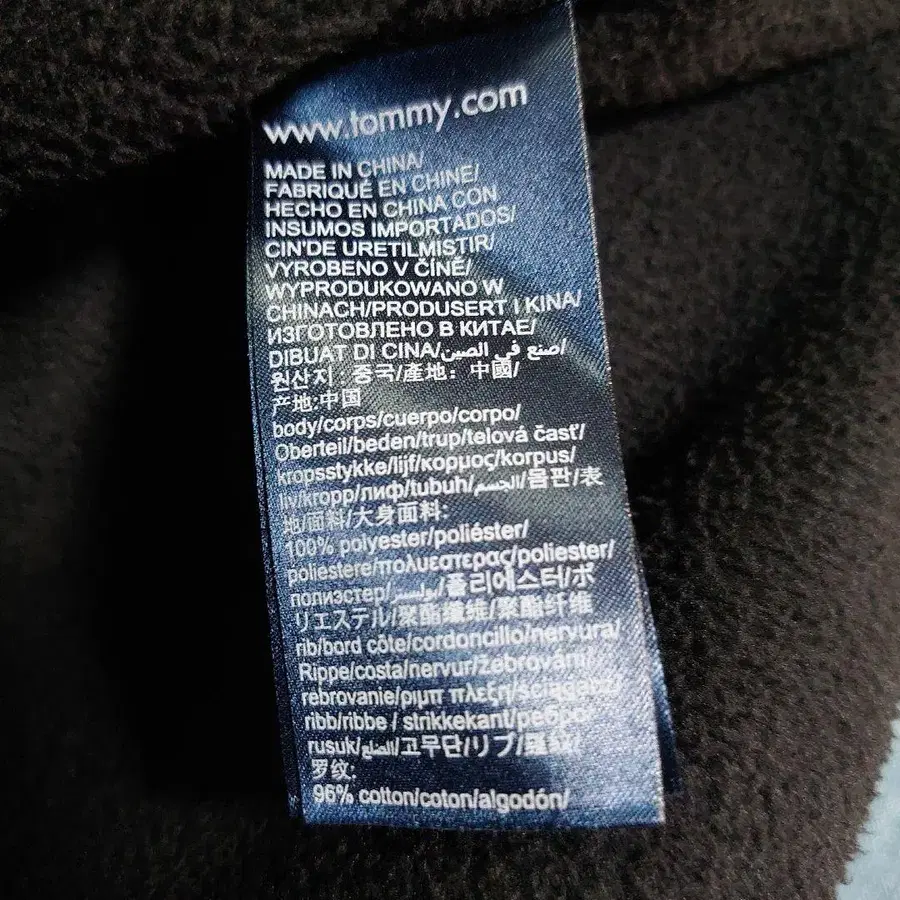 www.tommy.com
MADE IN CHINA/
FABRIQUÉ EN CHINE/
HECHO EN CHINA CON
INSUMOS IMPORTADOS/
CIN'DE URETILMISTIR/
VYROBENO V ČÍNĚ/
WYPRODUKOWANO W
CHINACH/PRODUSERT I KINA/
ИЗГОТОВЛЕНО В КИТАЕ/
DIBUAT DI CINA/صنع في الصين/
원산지 : 중국/產地：中國/
产地:中国
body/corps/cuerpo/corpo/
Oberteil/beden/trup/telová časť/
kropsstykke/lijf/κορμος/korpus/
liv/kropp/лиф/tubuh/الجسم/몸판/表
地/面料/大身面料:
100% polyester/poliéster/
poliestere/πολυεστερας/poliester/
полиэстер/بوليستر/폴리에스터/ポ
リエステル/聚酯纖維/聚酯纤维
rib/bord côte/cordoncillo/nervura/
Rippe/costa/nervur/žebrování/
rebrovanie/ριμπ πλεξη/ściągacz/
ribb/ribbe / strikkekant/ребро
rusuk/الضلع/고무단/リブ/羅紋/
罗纹:
96% cotton/coton/algodón/